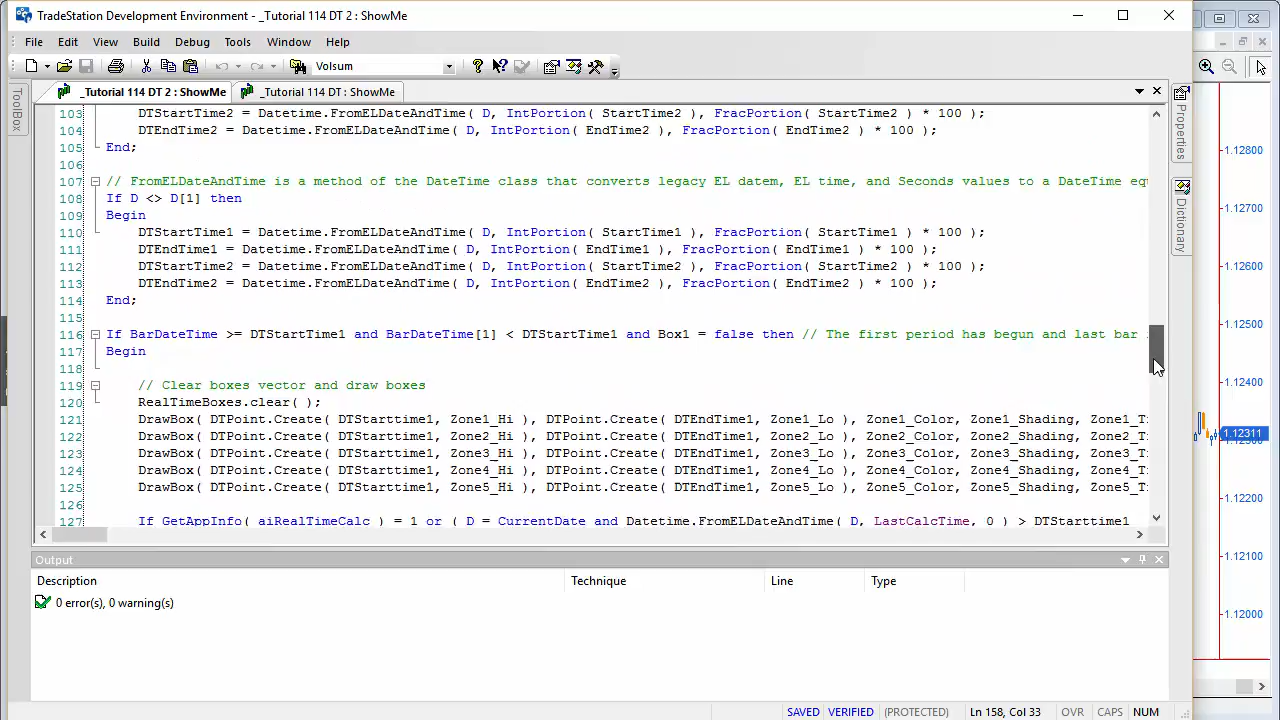 TradeStation Development Environment - _Tutorial 114 DT 2 : ShowMe
File Edit View Build Debug Tools Window Help
Volsum
_Tutorial 114 DT 2 : ShowMe _Tutorial 114 DT : ShowMe
ToolBox
Properties
Dictionary
103 DTStartTime2 = Datetime.FromELDateAndTime( D, IntPortion( StartTime2 ), FracPortion( StartTime2 ) * 100 );
104 DTEndTime2 = Datetime.FromELDateAndTime( D, IntPortion( EndTime2 ), FracPortion( EndTime2 ) * 100 );
105 End;
106
107 // FromELDateAndTime is a method of the DateTime class that converts legacy EL datem, EL time, and Seconds values to a DateTime equ
108 If D <> D[1] then
109 Begin
110 DTStartTime1 = Datetime.FromELDateAndTime( D, IntPortion( StartTime1 ), FracPortion( StartTime1 ) * 100 );
111 DTEndTime1 = Datetime.FromELDateAndTime( D, IntPortion( EndTime1 ), FracPortion( EndTime1 ) * 100 );
112 DTStartTime2 = Datetime.FromELDateAndTime( D, IntPortion( StartTime2 ), FracPortion( StartTime2 ) * 100 );
113 DTEndTime2 = Datetime.FromELDateAndTime( D, IntPortion( EndTime2 ), FracPortion( EndTime2 ) * 100 );
114 End;
115
116 If BarDateTime >= DTStartTime1 and BarDateTime[1] < DTStartTime1 and Box1 = false then // The first period has begun and last bar
117 Begin
118
119 // Clear boxes vector and draw boxes
120 RealTimeBoxes.clear( );
121 DrawBox( DTPoint.Create( DTStarttime1, Zone1_Hi ), DTPoint.Create( DTEndTime1, Zone1_Lo ), Zone1_Color, Zone1_Shading, Zone1_T
122 DrawBox( DTPoint.Create( DTStarttime1, Zone2_Hi ), DTPoint.Create( DTEndTime1, Zone2_Lo ), Zone2_Color, Zone2_Shading, Zone2_T
123 DrawBox( DTPoint.Create( DTStarttime1, Zone3_Hi ), DTPoint.Create( DTEndTime1, Zone3_Lo ), Zone3_Color, Zone3_Shading, Zone3_T
124 DrawBox( DTPoint.Create( DTStarttime1, Zone4_Hi ), DTPoint.Create( DTEndTime1, Zone4_Lo ), Zone4_Color, Zone4_Shading, Zone4_T
125 DrawBox( DTPoint.Create( DTStarttime1, Zone5_Hi ), DTPoint.Create( DTEndTime1, Zone5_Lo ), Zone5_Color, Zone5_Shading, Zone5_T
126
127 If GetAppInfo( aiRealTimeCalc ) = 1 or ( D = CurrentDate and Datetime.FromELDateAndTime( D, LastCalcTime, 0 ) > DTStarttime1
Output
Description Technique Line Type
0 error(s), 0 warning(s)
SAVED VERIFIED (PROTECTED) Ln 158, Col 33 OVR CAPS NUM
1.12800
1.12700
1.12600
1.12500
1.12400
1.12311
1.12200
1.12100
1.12000